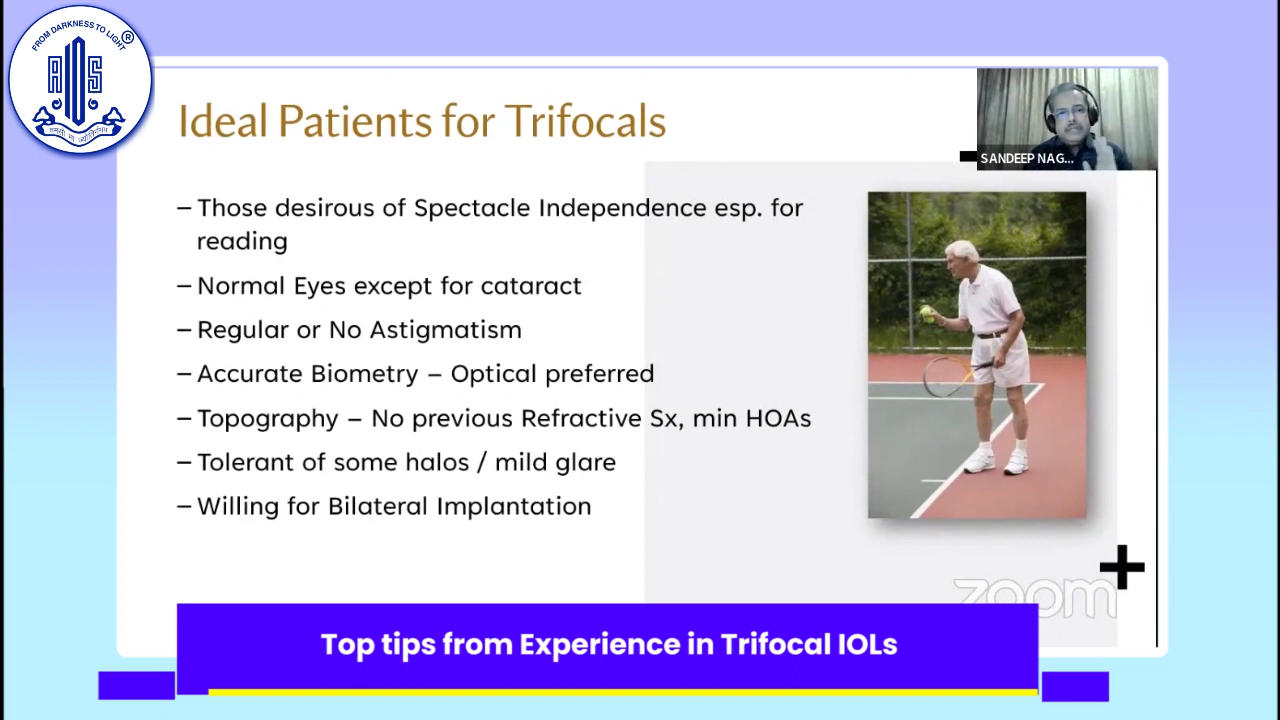 FROM DARKNESS TO LIGHT
®
AIOS
Ideal Patients for Trifocals
SANDEEP NAG...
– Those desirous of Spectacle Independence esp. for
reading
– Normal Eyes except for cataract
– Regular or No Astigmatism
– Accurate Biometry – Optical preferred
– Topography – No previous Refractive Sx, min HOAs
– Tolerant of some halos / mild glare
– Willing for Bilateral Implantation
zoom
Top tips from Experience in Trifocal IOLs